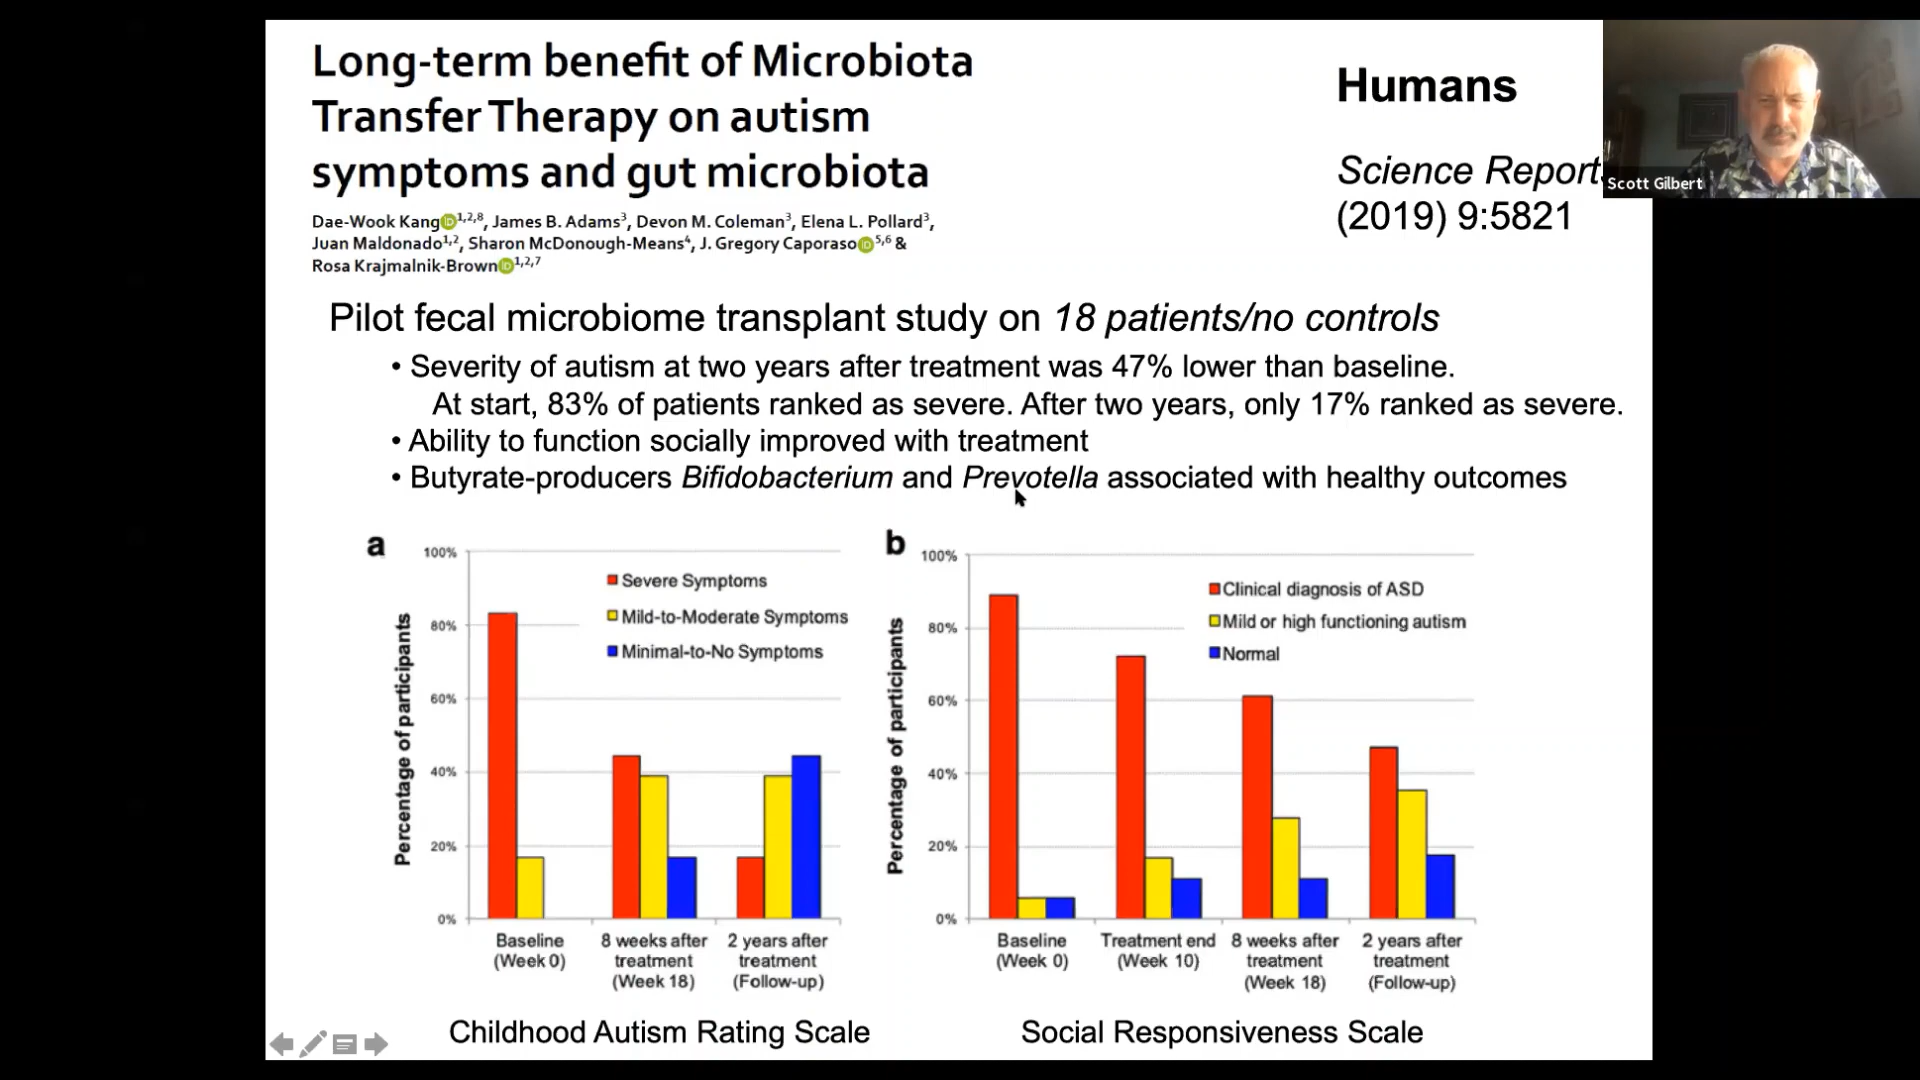 Long-term benefit of Microbiota
Transfer Therapy on autism
symptoms and gut microbiota
Dae-Wook Kang 1,2,8, James B. Adams3, Devon M. Coleman3, Elena L. Pollard3,
Juan Maldonado1,2, Sharon McDonough-Means4, J. Gregory Caporaso 5,6 &
Rosa Krajmalnik-Brown 1,2,7
Humans
Science Report
(2019) 9:5821
Scott Gilbert
Pilot fecal microbiome transplant study on 18 patients/no controls
• Severity of autism at two years after treatment was 47% lower than baseline.
At start, 83% of patients ranked as severe. After two years, only 17% ranked as severe.
• Ability to function socially improved with treatment
• Butyrate-producers Bifidobacterium and Prevotella associated with healthy outcomes
a
Percentage of participants
100%
80%
60%
40%
20%
0%
Severe Symptoms
Mild-to-Moderate Symptoms
Minimal-to-No Symptoms
Baseline
(Week 0)
8 weeks after
treatment
(Week 18)
2 years after
treatment
(Follow-up)
Childhood Autism Rating Scale
b
Percentage of participants
100%
80%
60%
40%
20%
0%
Clinical diagnosis of ASD
Mild or high functioning autism
Normal
Baseline
(Week 0)
Treatment end
(Week 10)
8 weeks after
treatment
(Week 18)
2 years after
treatment
(Follow-up)
Social Responsiveness Scale